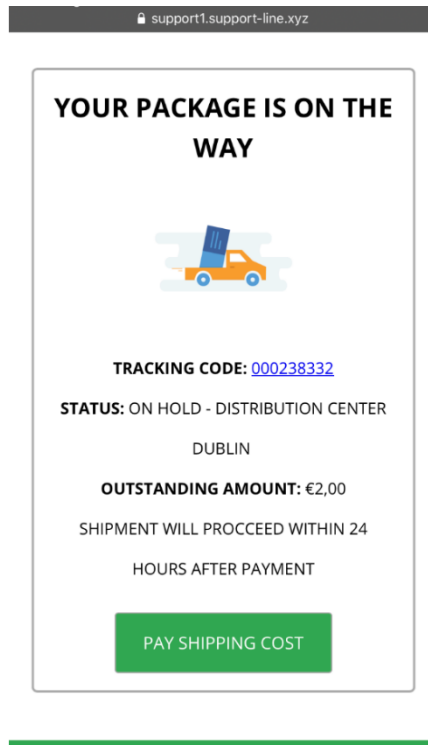 support1.support-line.xyz
YOUR PACKAGE IS ON THE
WAY
TRACKING CODE: 000238332
STATUS: ON HOLD - DISTRIBUTION CENTER
DUBLIN
OUTSTANDING AMOUNT: €2,00
SHIPMENT WILL PROCCEED WITHIN 24
HOURS AFTER PAYMENT
PAY SHIPPING COST